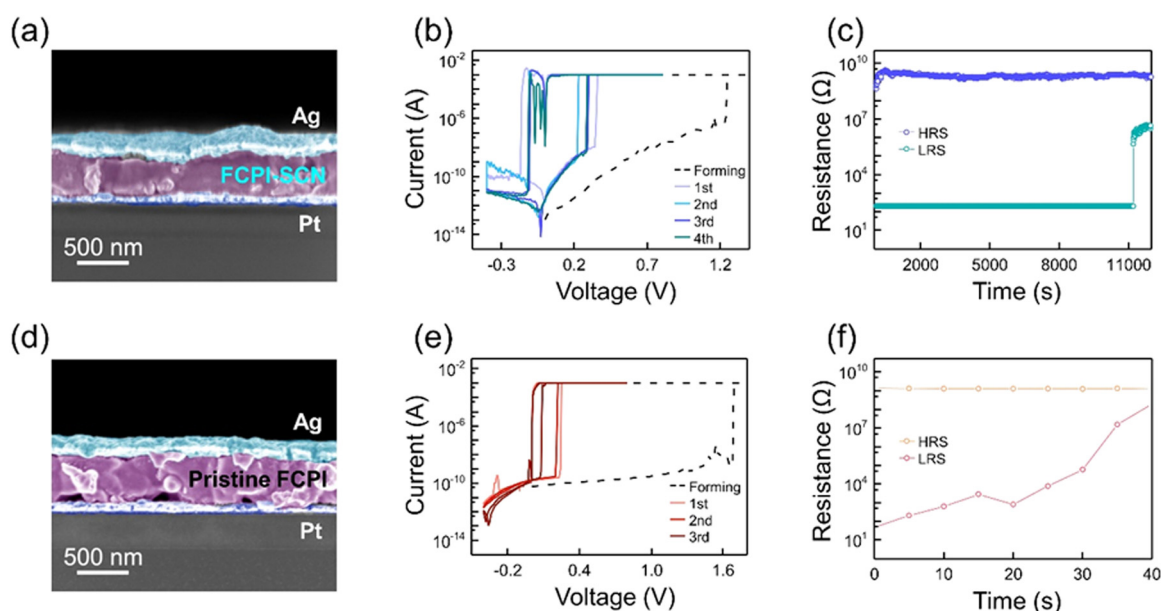 (a)
Ag
FCPI-SCN
Pt
500 nm
(b)
Current (A)
10⁻²
10⁻⁶
10⁻¹⁰
10⁻¹⁴
Forming
1st
2nd
3rd
4th
-0.3 0.2 0.7 1.2
Voltage (V)
(c)
Resistance (Ω)
10¹⁰
10⁷
10⁴
10¹
HRS
LRS
2000 5000 8000 11000
Time (s)
(d)
Ag
Pristine FCPI
Pt
500 nm
(e)
Current (A)
10⁻²
10⁻⁶
10⁻¹⁰
10⁻¹⁴
Forming
1st
2nd
3rd
-0.2 0.4 1.0 1.6
Voltage (V)
(f)
Resistance (Ω)
10¹⁰
10⁷
10⁴
10¹
HRS
LRS
0 10 20 30 40
Time (s)